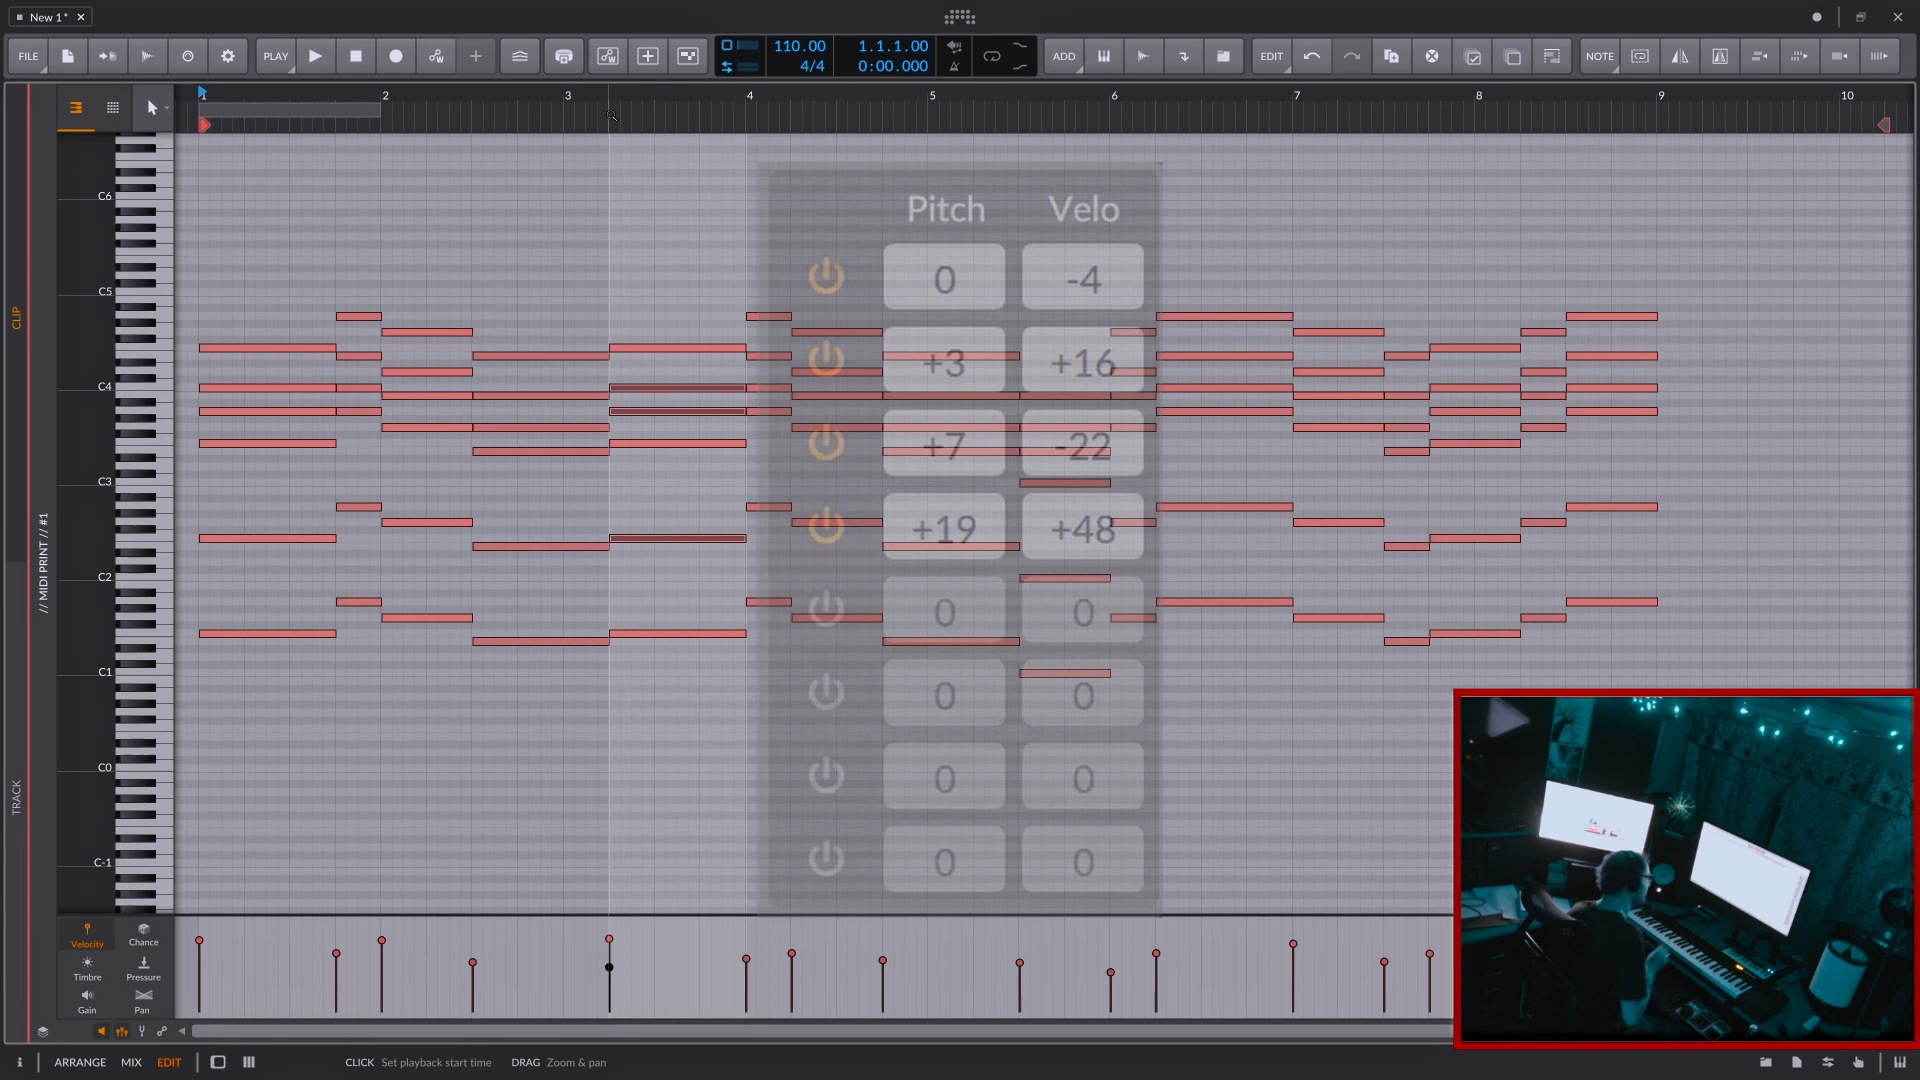 New 1*
FILE
PLAY
110.00
4/4
1.1.1.00
0:00.000
ADD
EDIT
NOTE
1
2
3
4
5
6
7
8
9
10
C6
C5
C4
C3
C2
C1
C0
C-1
CLIP
TRACK
// MIDI PRINT // #1
Pitch Velo
0 -4
+3 +16
+7 -22
+19 +48
0 0
0 0
0 0
0 0
Velocity Chance
Timbre Pressure
Gain Pan
i
ARRANGE MIX EDIT
CLICK Set playback start time DRAG Zoom & pan